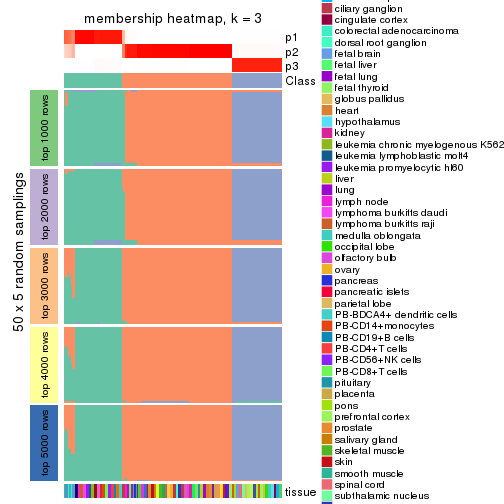 membership heatmap, k = 3
p1
p2
p3
Class
50 x 5 random samplings
top 1000 rows
top 2000 rows
top 3000 rows
top 4000 rows
top 5000 rows
tissue
ciliary ganglion
cingulate cortex
colorectal adenocarcinoma
dorsal root ganglion
fetal brain
fetal liver
fetal lung
fetal thyroid
globus pallidus
heart
hypothalamus
kidney
leukemia chronic myelogenous K562
leukemia lymphoblastic molt4
leukemia promyelocytic hl60
liver
lung
lymph node
lymphoma burkitts daudi
lymphoma burkitts raji
medulla oblongata
occipital lobe
olfactory bulb
ovary
pancreas
pancreatic islets
parietal lobe
PB-BDCA4+ dendritic cells
PB-CD14+monocytes
PB-CD19+B cells
PB-CD4+T cells
PB-CD56+NK cells
PB-CD8+T cells
pituitary
placenta
pons
prefrontal cortex
prostate
salivary gland
skeletal muscle
skin
smooth muscle
spinal cord
subthalamic nucleus